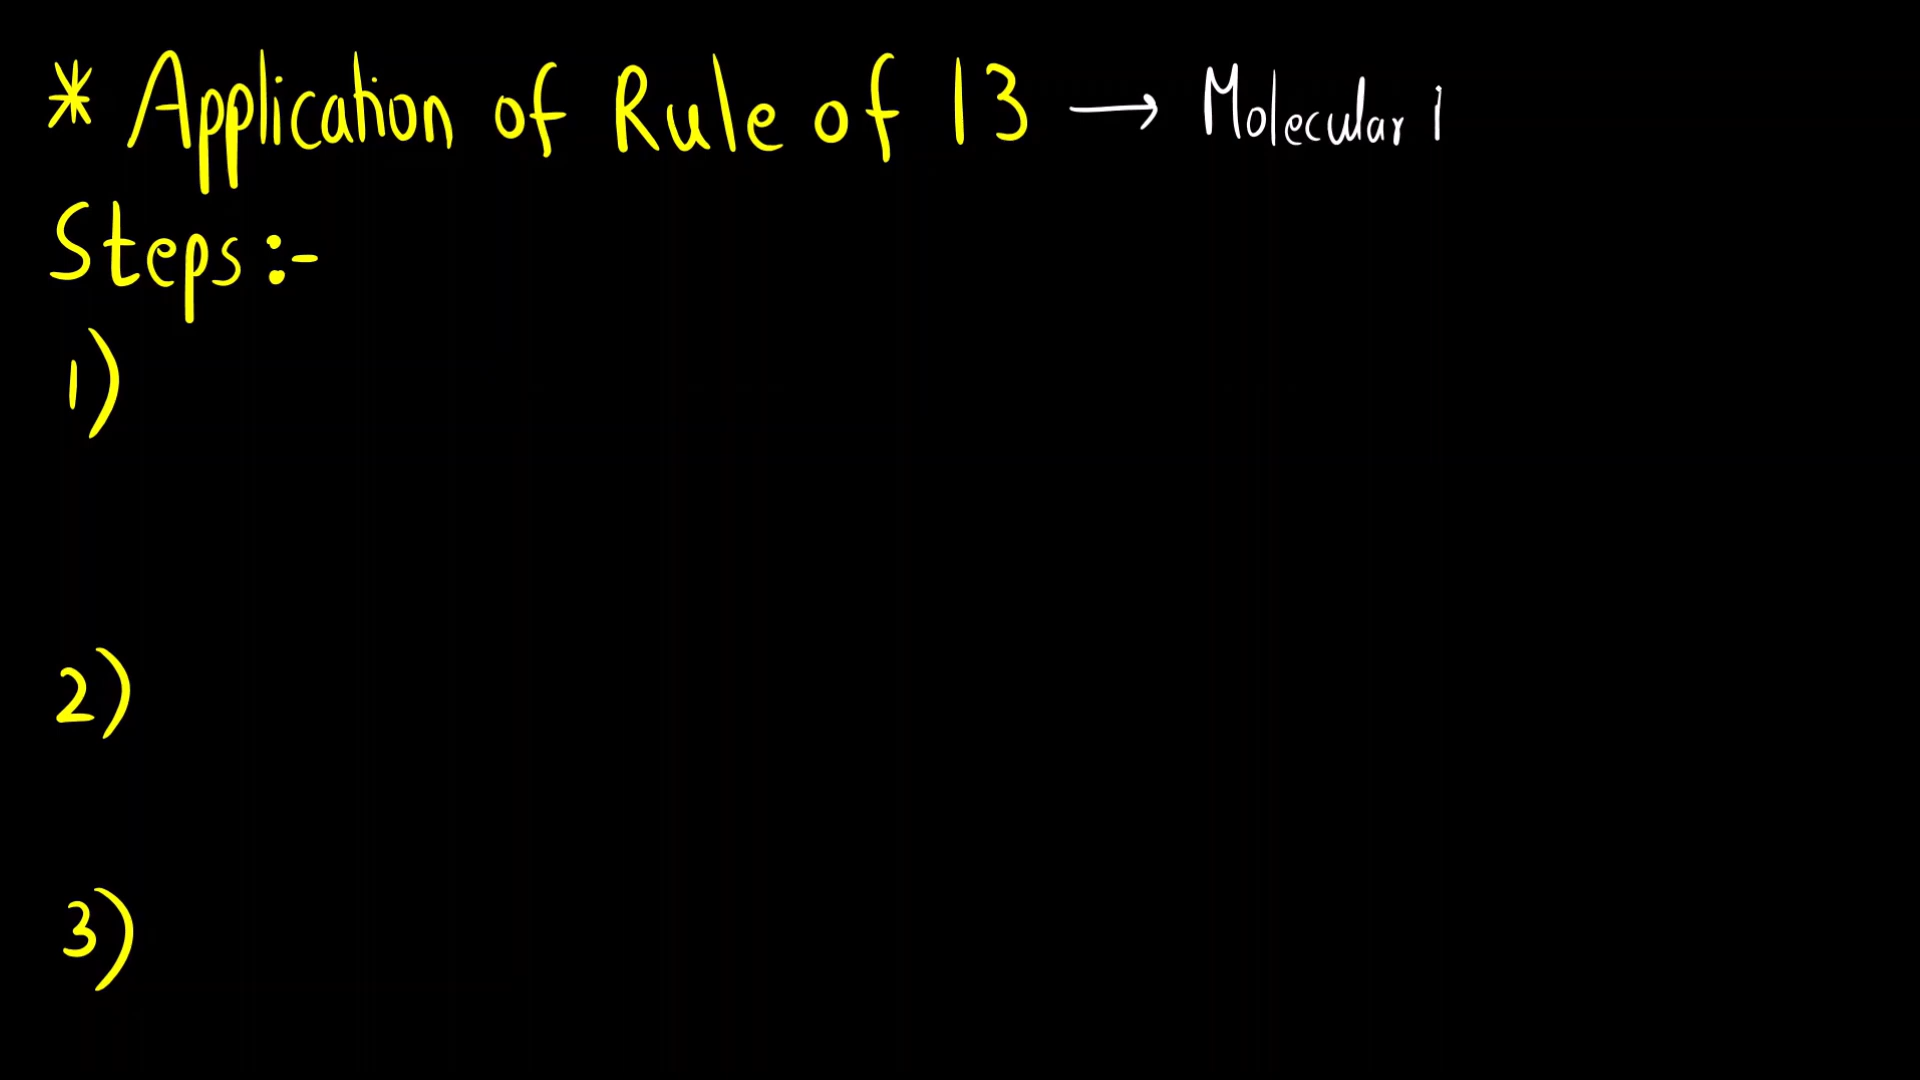 * Application of Rule of 13 → Molecular
Steps :-
1)
2)
3)